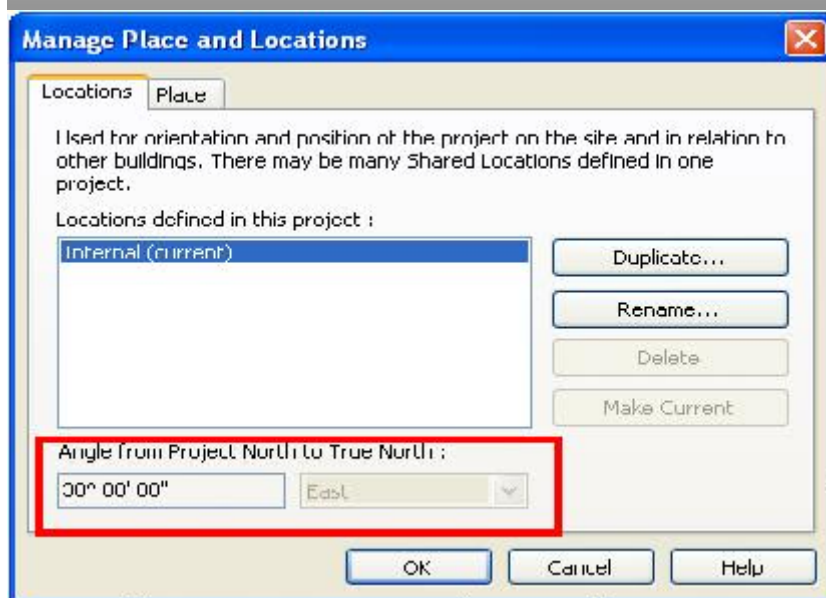 Manage Place and Locations
Locations
Place
Used for orientation and position of the project on the site and in relation to
other buildings. There may be many Shared Locations defined in one
project.
Locations defined in this project :
Internal (current)
Duplicate...
Rename...
Delete
Make Current
Angle from Project North to True North :
00° 00' 00"
East
OK
Cancel
Help